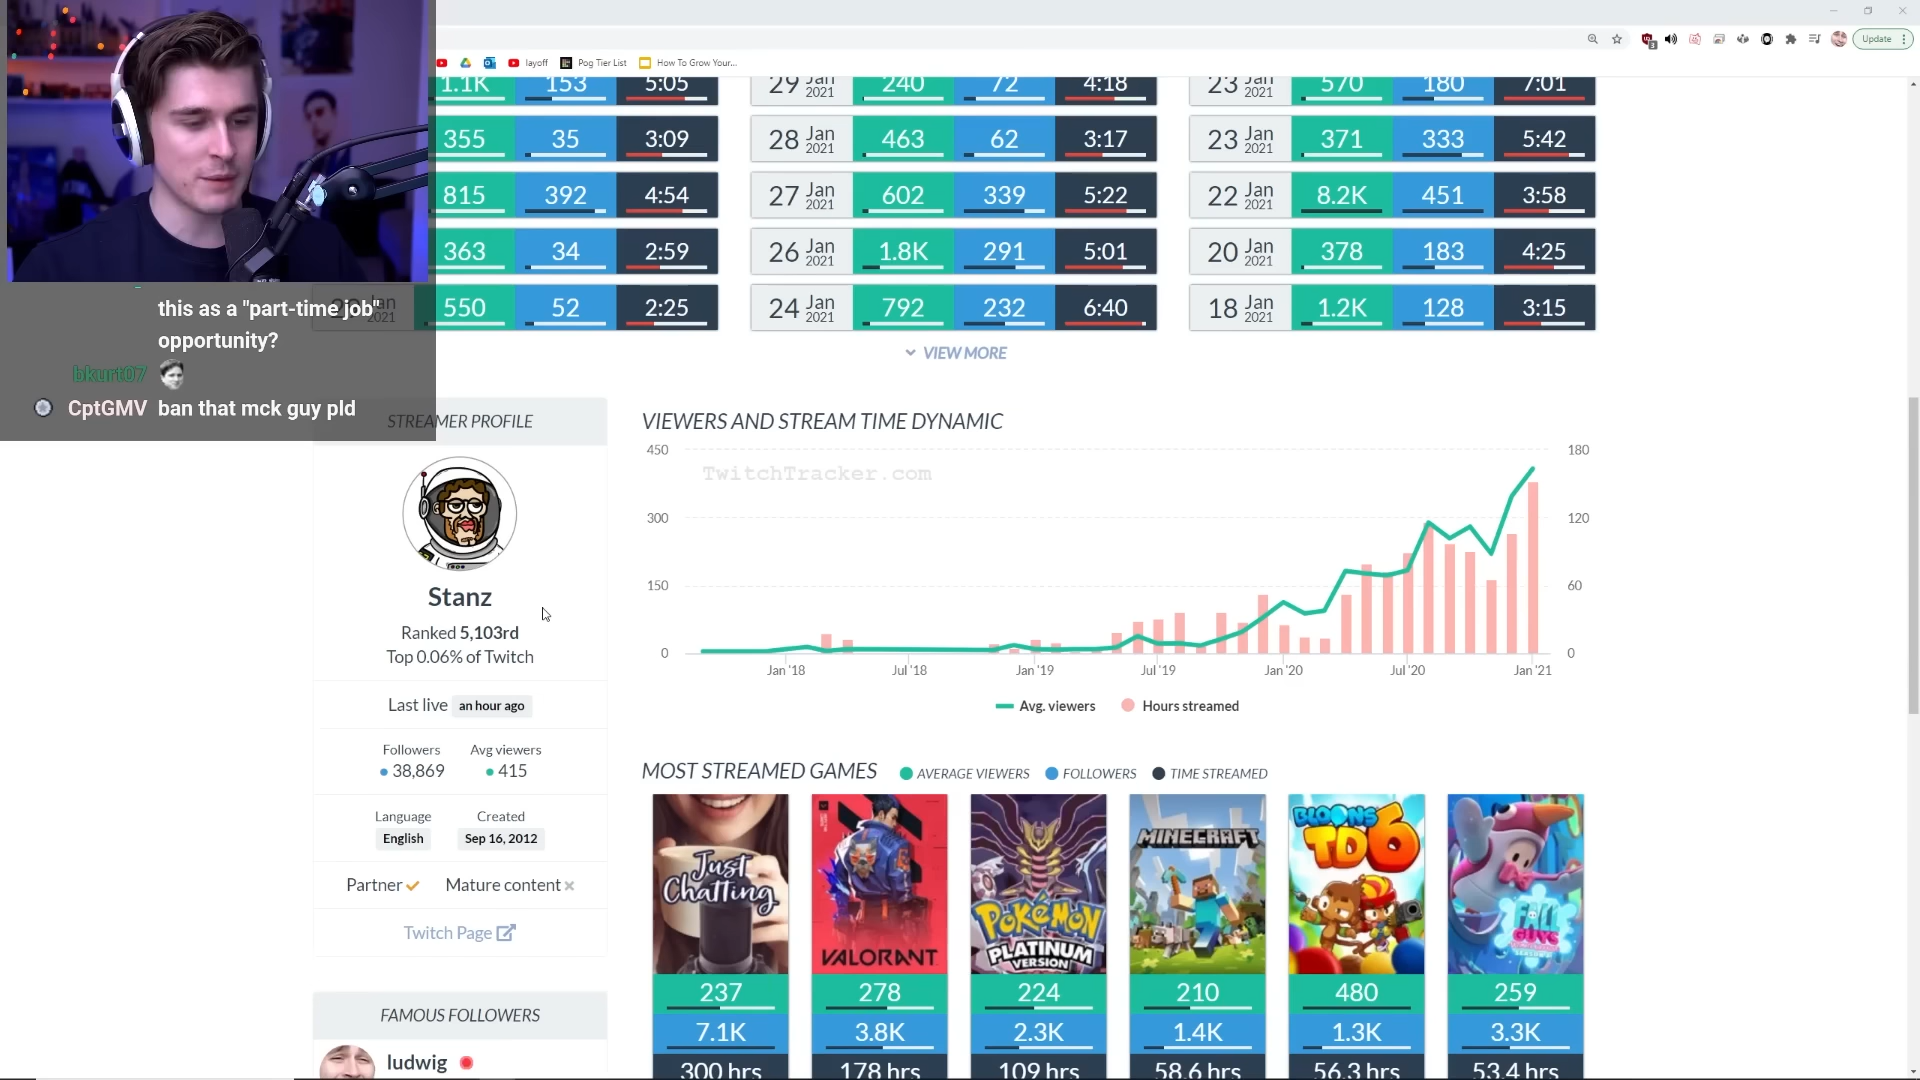 Update
layoff
Pog Tier List
How To Grow Your...
1.1K 153 5:05
29 Jan 2021 240 72 4:18
23 Jan 2021 570 180 7:01
355 35 3:09
28 Jan 2021 463 62 3:17
23 Jan 2021 371 333 5:42
815 392 4:54
27 Jan 2021 602 339 5:22
22 Jan 2021 8.2K 451 3:58
363 34 2:59
26 Jan 2021 1.8K 291 5:01
20 Jan 2021 378 183 4:25
Jan 2021 550 52 2:25
24 Jan 2021 792 232 6:40
18 Jan 2021 1.2K 128 3:15
VIEW MORE
this as a "part-time job"
opportunity?
bkurt07
CptGMV ban that mck guy pld
STREAMER PROFILE
Stanz
Ranked 5,103rd
Top 0.06% of Twitch
Last live an hour ago
Followers Avg viewers
38,869 415
Language Created
English Sep 16, 2012
Partner Mature content
Twitch Page
FAMOUS FOLLOWERS
ludwig
VIEWERS AND STREAM TIME DYNAMIC
450 180
TwitchTracker.com
300 120
150 60
0 0
Jan '18 Jul '18 Jan '19 Jul '19 Jan '20 Jul '20 Jan '21
Avg. viewers Hours streamed
MOST STREAMED GAMES AVERAGE VIEWERS FOLLOWERS TIME STREAMED
Just Chatting
VALORANT
POKéMON PLATINUM VERSION
MINECRAFT
BLOONS TD 6
FALL GUYS
237 278 224 210 480 259
7.1K 3.8K 2.3K 1.4K 1.3K 3.3K
300 hrs 178 hrs 109 hrs 58.6 hrs 56.3 hrs 53.4 hrs